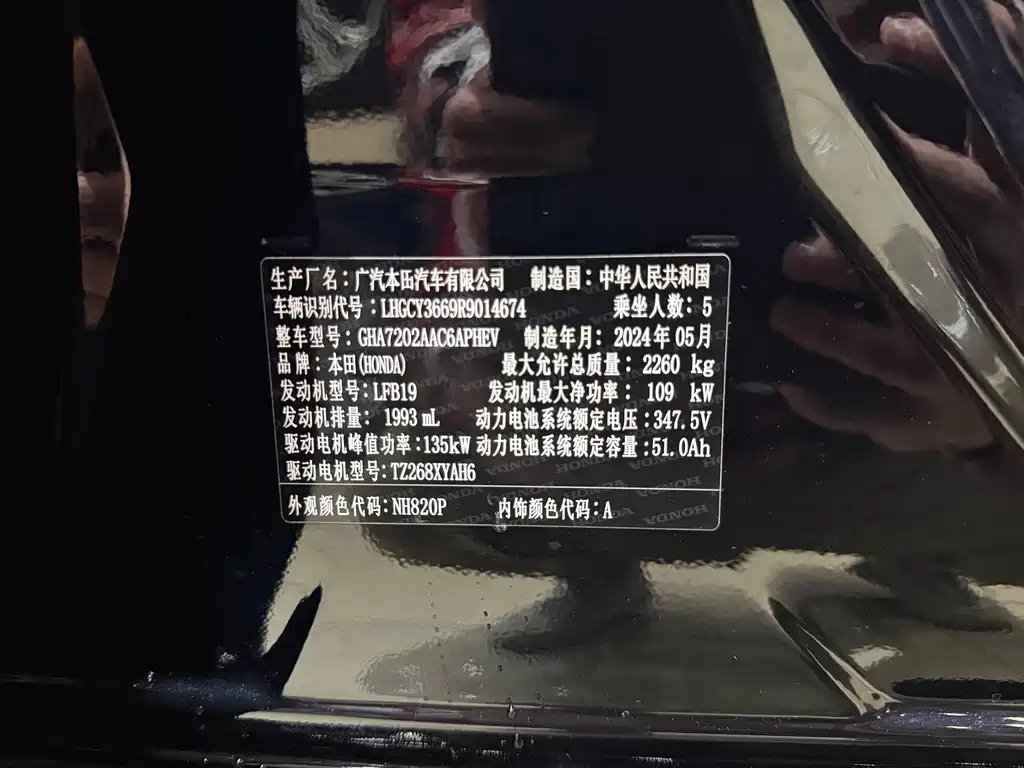 生产厂名：广汽本田汽车有限公司 制造国：中华人民共和国
车辆识别代号：LHGCY3669R9014674 乘坐人数：5
整车型号：GHA7202AAC6APHEV 制造年月：2024年05月
品牌：本田(HONDA) 最大允许总质量：2260 kg
发动机型号:LFB19 发动机最大净功率：109 kW
发动机排量：1993 mL 动力电池系统额定电压:347.5V
驱动电机峰值功率:135kW 动力电池系统额定容量:51.0Ah
驱动电机型号:TZ268XYAH6
外观颜色代码:NH820P 内饰颜色代码:A